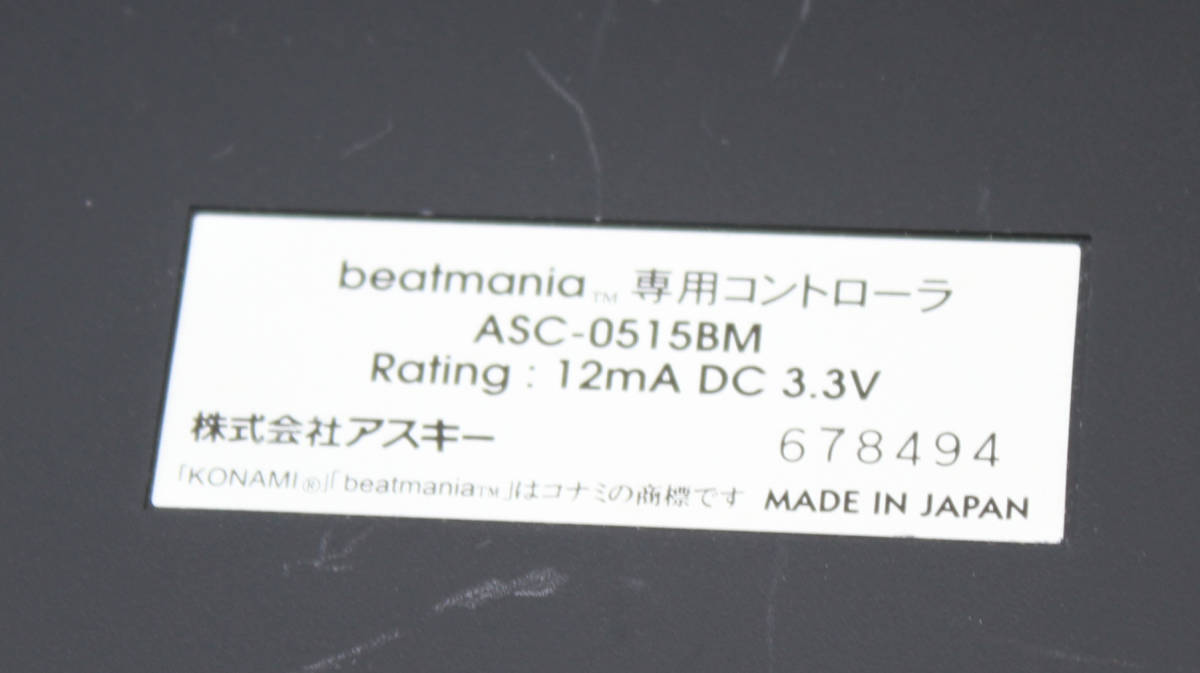 beatmania™ 専用コントローラ
ASC-0515BM
Rating : 12mA DC 3.3V
株式会社アスキー 678494
「KONAMI®」「beatmania™」はコナミの商標です MADE IN JAPAN